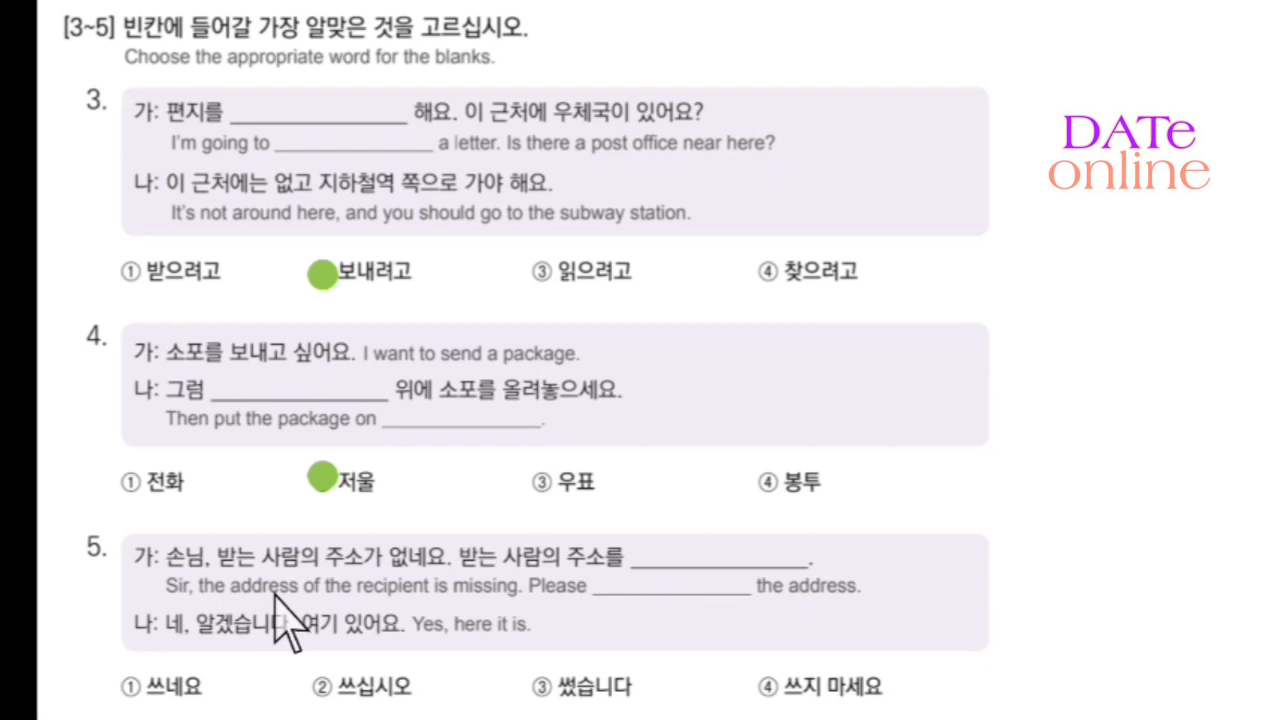 [3~5] 빈칸에 들어갈 가장 알맞은 것을 고르십시오.
Choose the appropriate word for the blanks.
3.
가: 편지를 ______________ 해요. 이 근처에 우체국이 있어요?
I'm going to ______________ a letter. Is there a post office near here?
나: 이 근처에는 없고 지하철역 쪽으로 가야 해요.
It's not around here, and you should go to the subway station.
① 받으려고 보내려고 ③ 읽으려고 ④ 찾으려고
4.
가: 소포를 보내고 싶어요. I want to send a package.
나: 그럼 ______________ 위에 소포를 올려놓으세요.
Then put the package on ______________.
① 전화 저울 ③ 우표 ④ 봉투
5.
가: 손님, 받는 사람의 주소가 없네요. 받는 사람의 주소를 ______________.
Sir, the address of the recipient is missing. Please ______________ the address.
나: 네, 알겠습니다. 여기 있어요. Yes, here it is.
① 쓰네요 ② 쓰십시오 ③ 썼습니다 ④ 쓰지 마세요
DATe
online